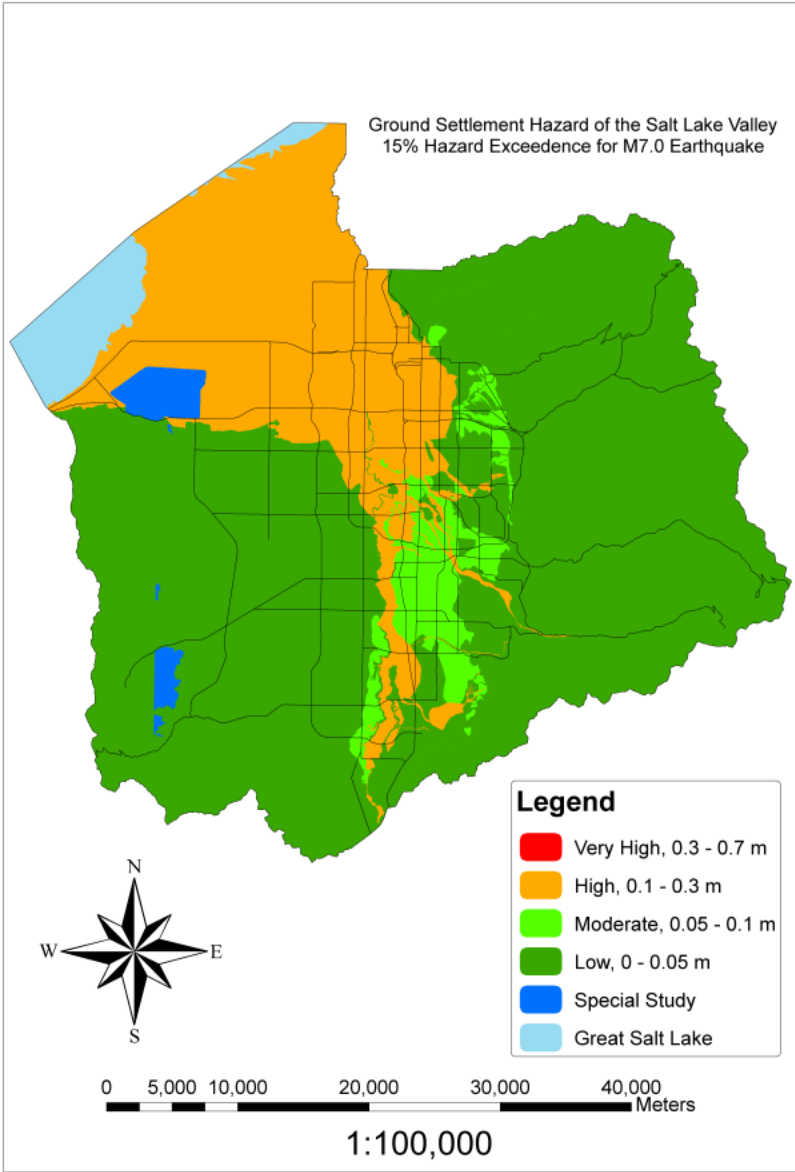 Ground Settlement Hazard of the Salt Lake Valley
15% Hazard Exceedence for M7.0 Earthquake
Legend
Very High, 0.3 - 0.7 m
High, 0.1 - 0.3 m
Moderate, 0.05 - 0.1 m
Low, 0 - 0.05 m
Special Study
Great Salt Lake
N
W E
S
0 5,000 10,000 20,000 30,000 40,000
Meters
1:100,000